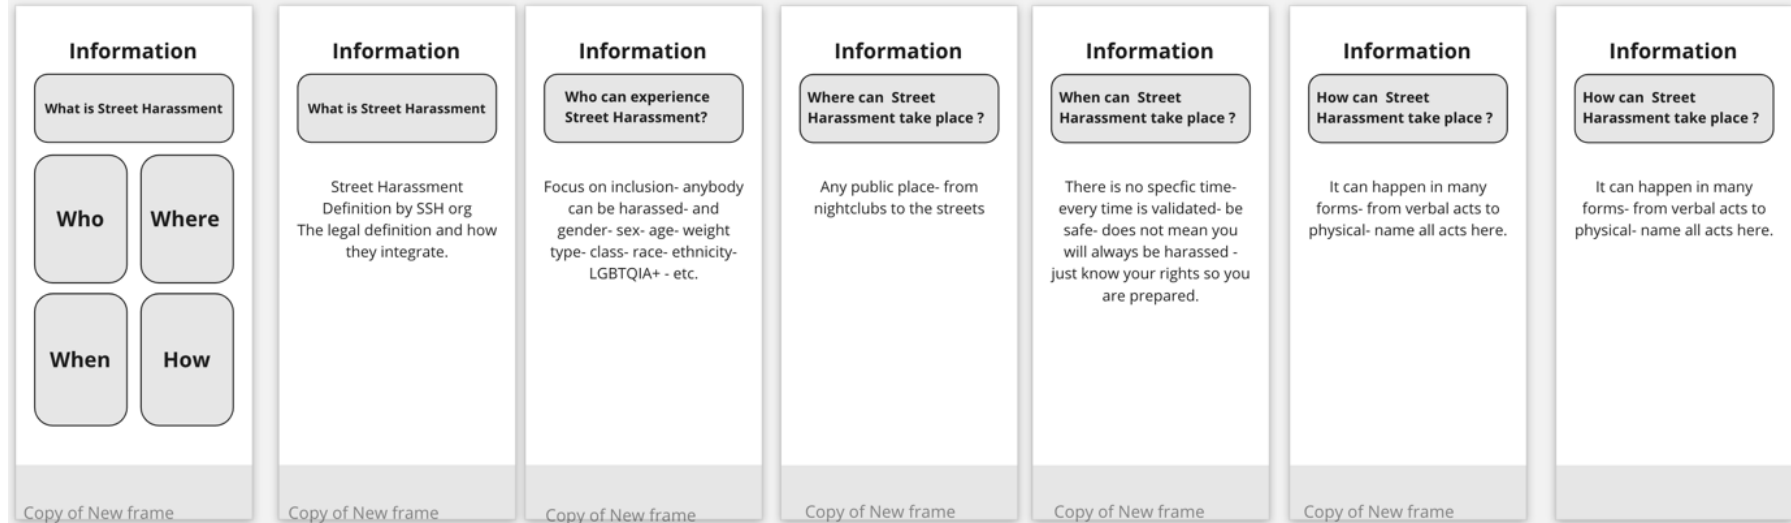 Information
What is Street Harassment
Who
Where
When
How
Copy of New frame
Information
What is Street Harassment
Street Harassment
Definition by SSH org
The legal definition and how
they integrate.
Copy of New frame
Information
Who can experience
Street Harassment?
Focus on inclusion- anybody
can be harassed- and
gender- sex- age- weight
type- class- race- ethnicity-
LGBTQIA+ - etc.
Copy of New frame
Information
Where can Street
Harassment take place ?
Any public place- from
nightclubs to the streets
Copy of New frame
Information
When can Street
Harassment take place ?
There is no specfic time-
every time is validated- be
safe- does not mean you
will always be harassed -
just know your rights so you
are prepared.
Copy of New frame
Information
How can Street
Harassment take place ?
It can happen in many
forms- from verbal acts to
physical- name all acts here.
Copy of New frame
Information
How can Street
Harassment take place ?
It can happen in many
forms- from verbal acts to
physical- name all acts here.